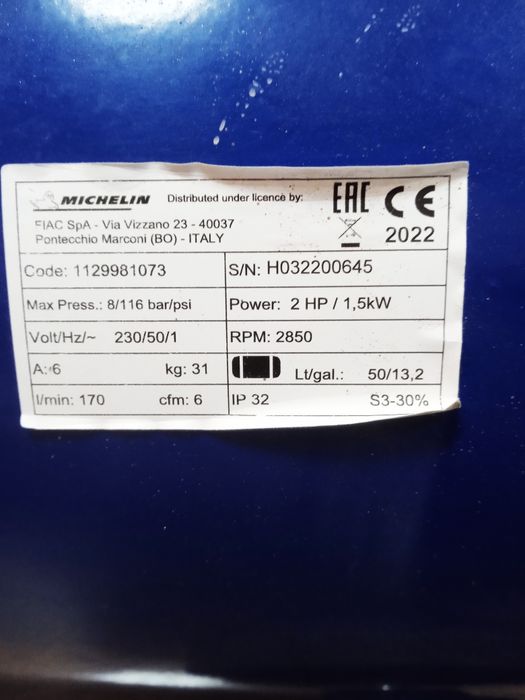 MICHELIN Distributed under licence by: EAC CE
FIAC SpA - Via Vizzano 23 - 40037
Pontecchio Marconi (BO) - ITALY
2022
Code: 1129981073 S/N: H032200645
Max Press.: 8/116 bar/psi Power: 2 HP / 1,5kW
Volt/Hz/~ 230/50/1 RPM: 2850
A: 6 kg: 31 Lt/gal.: 50/13,2
l/min: 170 cfm: 6 IP 32 S3-30%